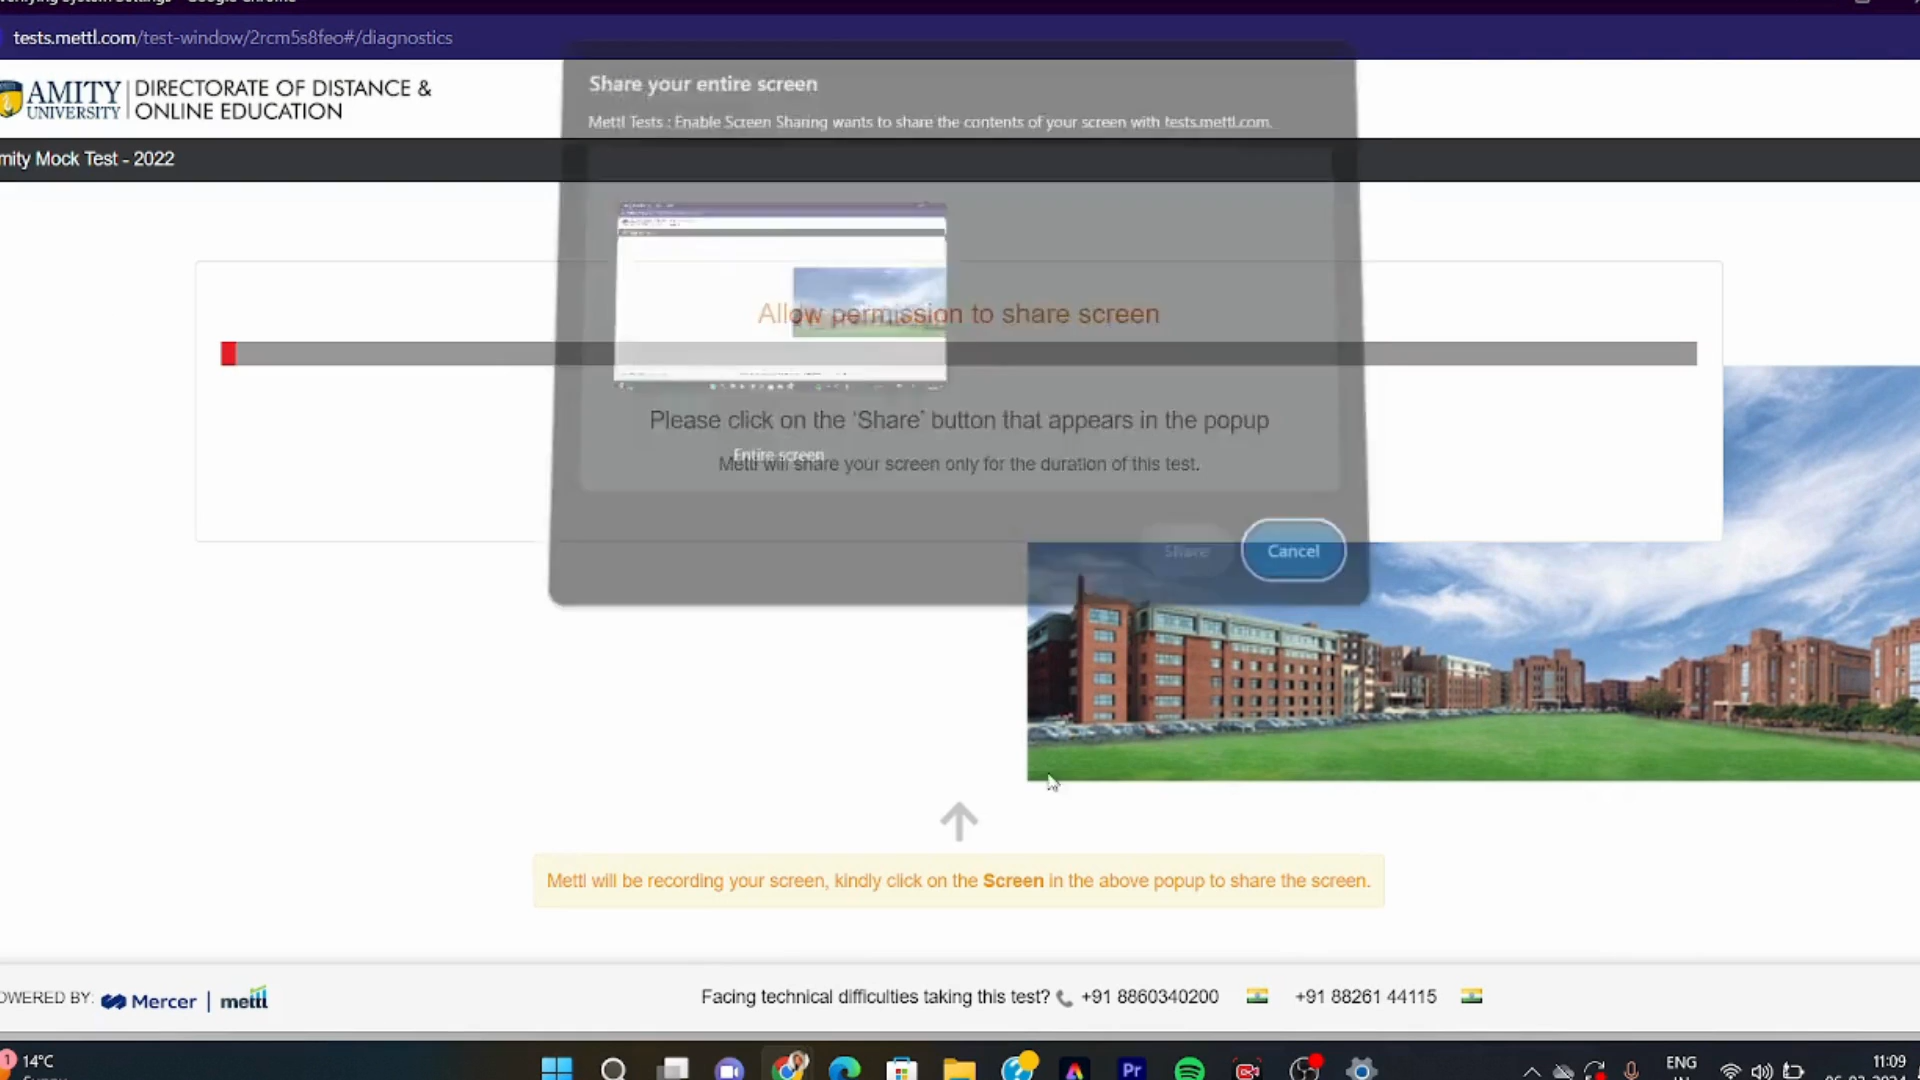 tests.mettl.com/test-window/2rcm5s8feo#/diagnostics
AMITY
UNIVERSITY
DIRECTORATE OF DISTANCE &
ONLINE EDUCATION
mity Mock Test - 2022
Share your entire screen
Mettl Tests : Enable Screen Sharing wants to share the contents of your screen with tests.mettl.com.
Allow permission to share screen
Please click on the 'Share' button that appears in the popup
Entire screen
Mettl will share your screen only for the duration of this test.
Share
Cancel
Mettl will be recording your screen, kindly click on the Screen in the above popup to share the screen.
OWERED BY: Mercer | mettl
Facing technical difficulties taking this test? +91 8860340200 +91 88261 44115
1
14°C
Pr
ENG
11:09